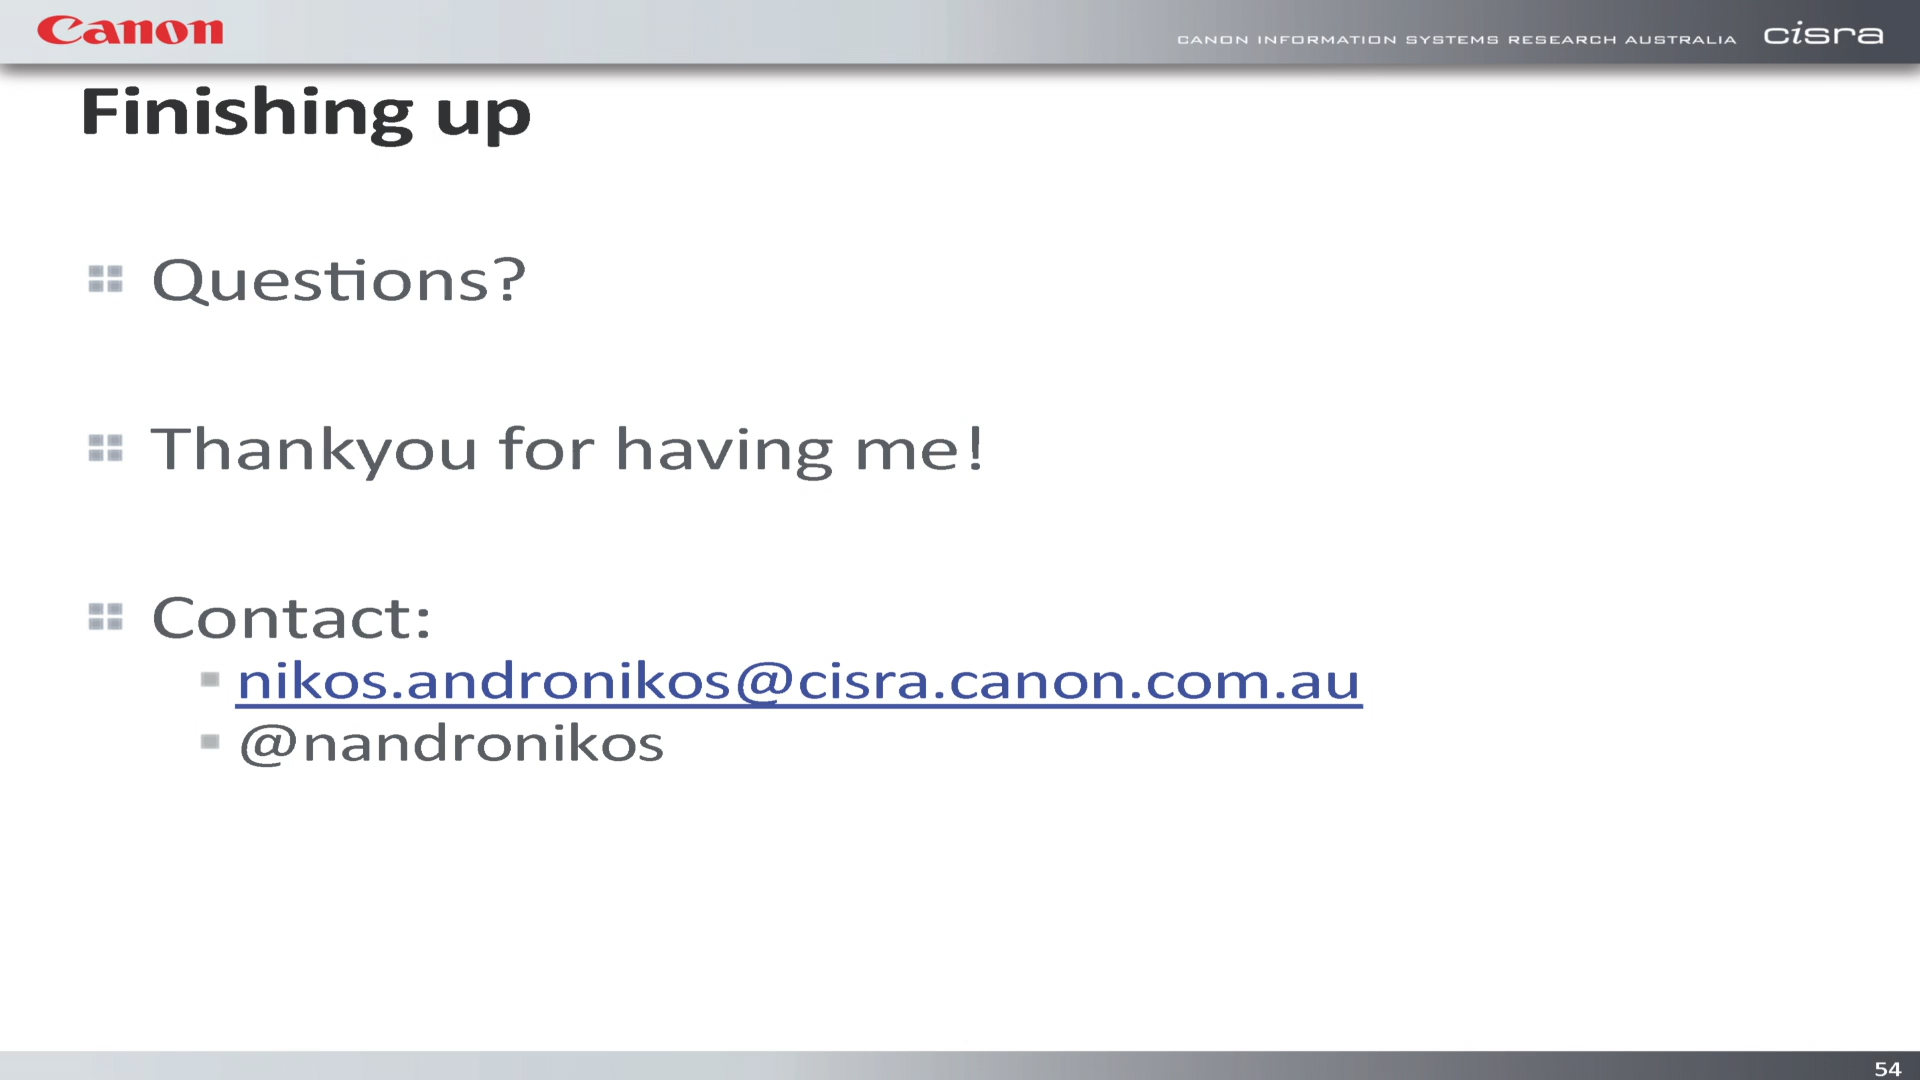 Canon
CANON INFORMATION SYSTEMS RESEARCH AUSTRALIA cisra
Finishing up
Questions?
Thankyou for having me!
Contact:
nikos.andronikos@cisra.canon.com.au
@nandronikos
54